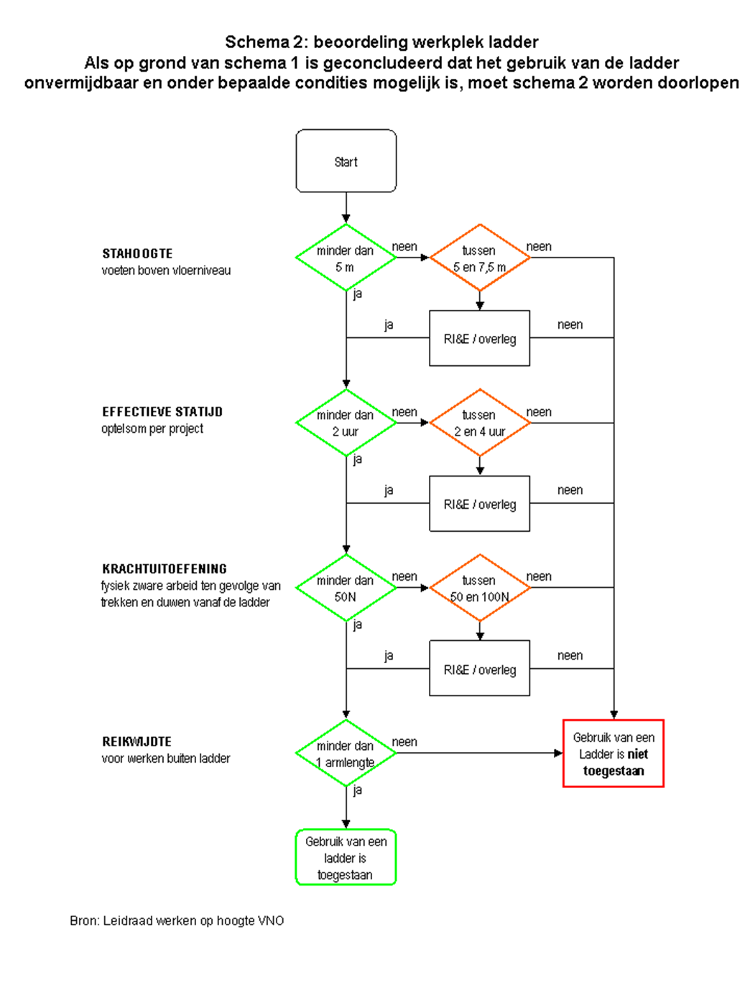 Schema 2: beoordeling werkplek ladder
Als op grond van schema 1 is geconcludeerd dat het gebruik van de ladder
onvermijdbaar en onder bepaalde condities mogelijk is, moet schema 2 worden doorlopen
Start
STAHOOGTE
voeten boven vloerniveau
minder dan
5 m
neen
tussen
5 en 7,5 m
neen
ja
ja
RI&E / overleg
neen
EFFECTIEVE STATIJD
optelsom per project
minder dan
2 uur
neen
tussen
2 en 4 uur
neen
ja
ja
RI&E / overleg
neen
KRACHTUITOEFENING
fysiek zware arbeid ten gevolge van
trekken en duwen vanaf de ladder
minder dan
50N
neen
tussen
50 en 100N
neen
ja
ja
RI&E / overleg
neen
REIKWIJDTE
voor werken buiten ladder
minder dan
1 armlengte
neen
Gebruik van een
Ladder is niet
toegestaan
ja
Gebruik van een
ladder is
toegestaan
Bron: Leidraad werken op hoogte VNO